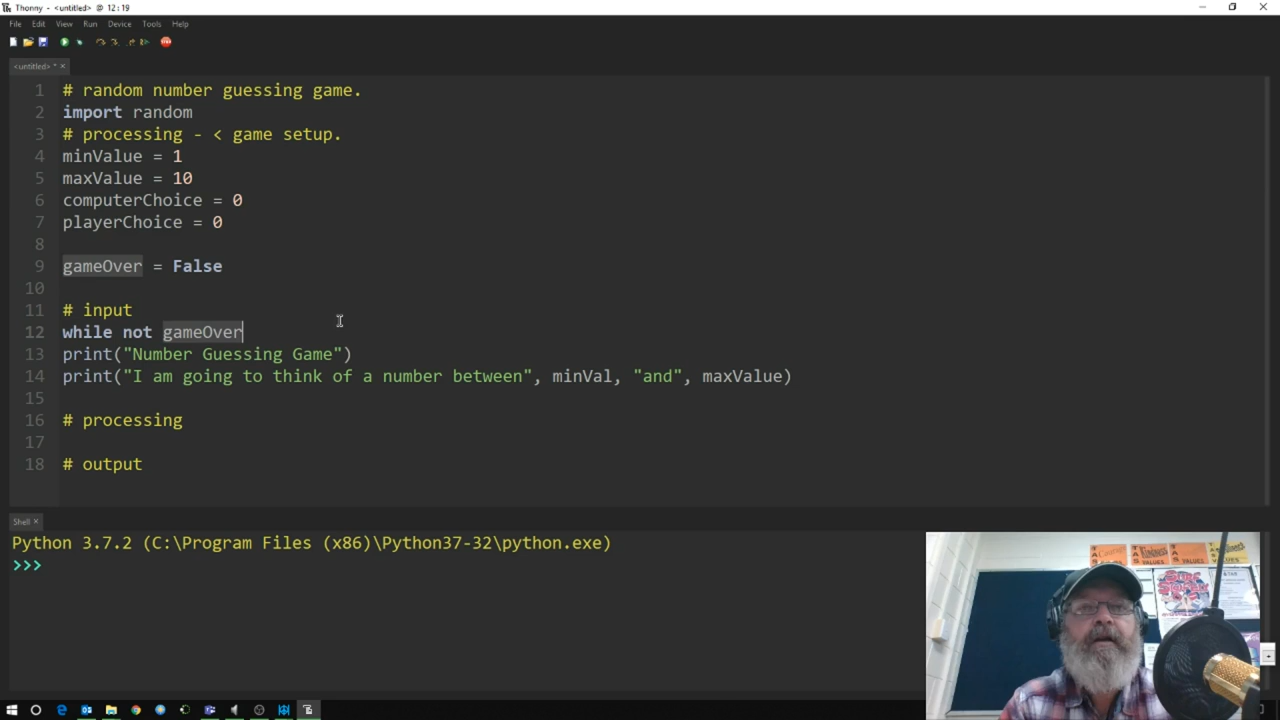 Thonny - <untitled> @ 12:19
File Edit View Run Device Tools Help
<untitled> *
1 # random number guessing game.
2 import random
3 # processing - < game setup.
4 minValue = 1
5 maxValue = 10
6 computerChoice = 0
7 playerChoice = 0
8
9 gameOver = False
10
11 # input
12 while not gameOver
13 print("Number Guessing Game")
14 print("I am going to think of a number between", minVal, "and", maxValue)
15
16 # processing
17
18 # output
Shell
Python 3.7.2 (C:\Program Files (x86)\Python37-32\python.exe)
>>>
VALUES
VALUES